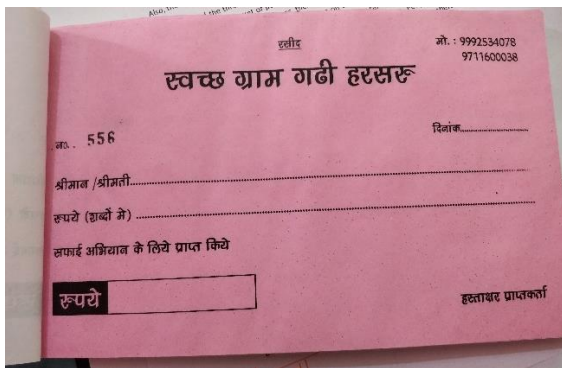 रसीद
मो. : 9992534078
9711600038
स्वच्छ ग्राम गढी हरसरू
नं. . 556
दिनांक........................
श्रीमान /श्रीमती........................................................................
रूपये (शब्दों मे) ........................................................................
सफाई अभियान के लिये प्राप्त किये
रूपये
हस्ताक्षर प्राप्तकर्ता